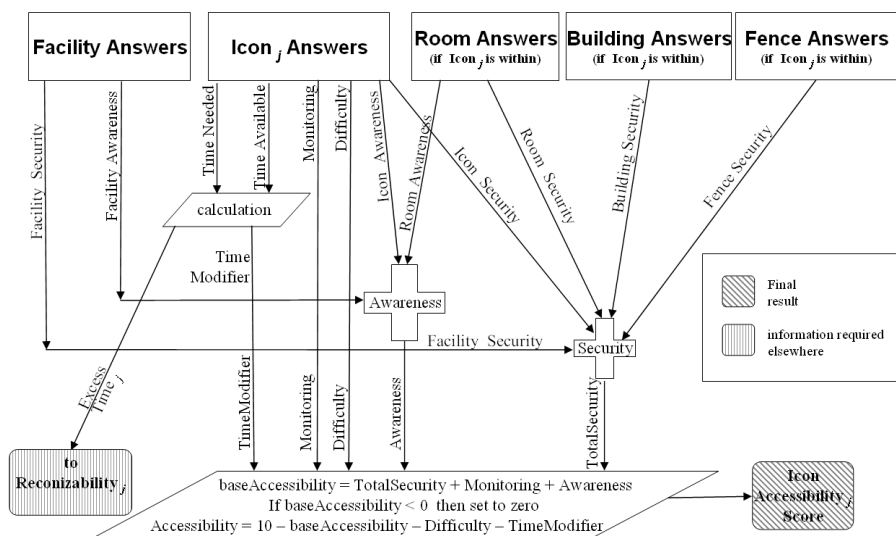 Facility Answers
Icon j Answers
Room Answers
(if Icon j is within)
Building Answers
(if Icon j is within)
Fence Answers
(if Icon j is within)
Facility Security
Facility Awareness
Time Needed
Time Available
Monitoring
Difficulty
Icon Awareness
Room Awareness
Icon Security
Room Security
Building Security
Fence Security
calculation
Time
Modifier
Awareness
Facility Security
Security
Final
result
information required
elsewhere
Excess
Time j
TimeModifier
Monitoring
Difficulty
Awareness
TotalSecurity
to
Reconizability j
baseAccessibility = TotalSecurity + Monitoring + Awareness
If baseAccessibility < 0 then set to zero
Accessibility = 10 – baseAccessibility – Difficulty – TimeModifier
Icon
Accessibility j
Score